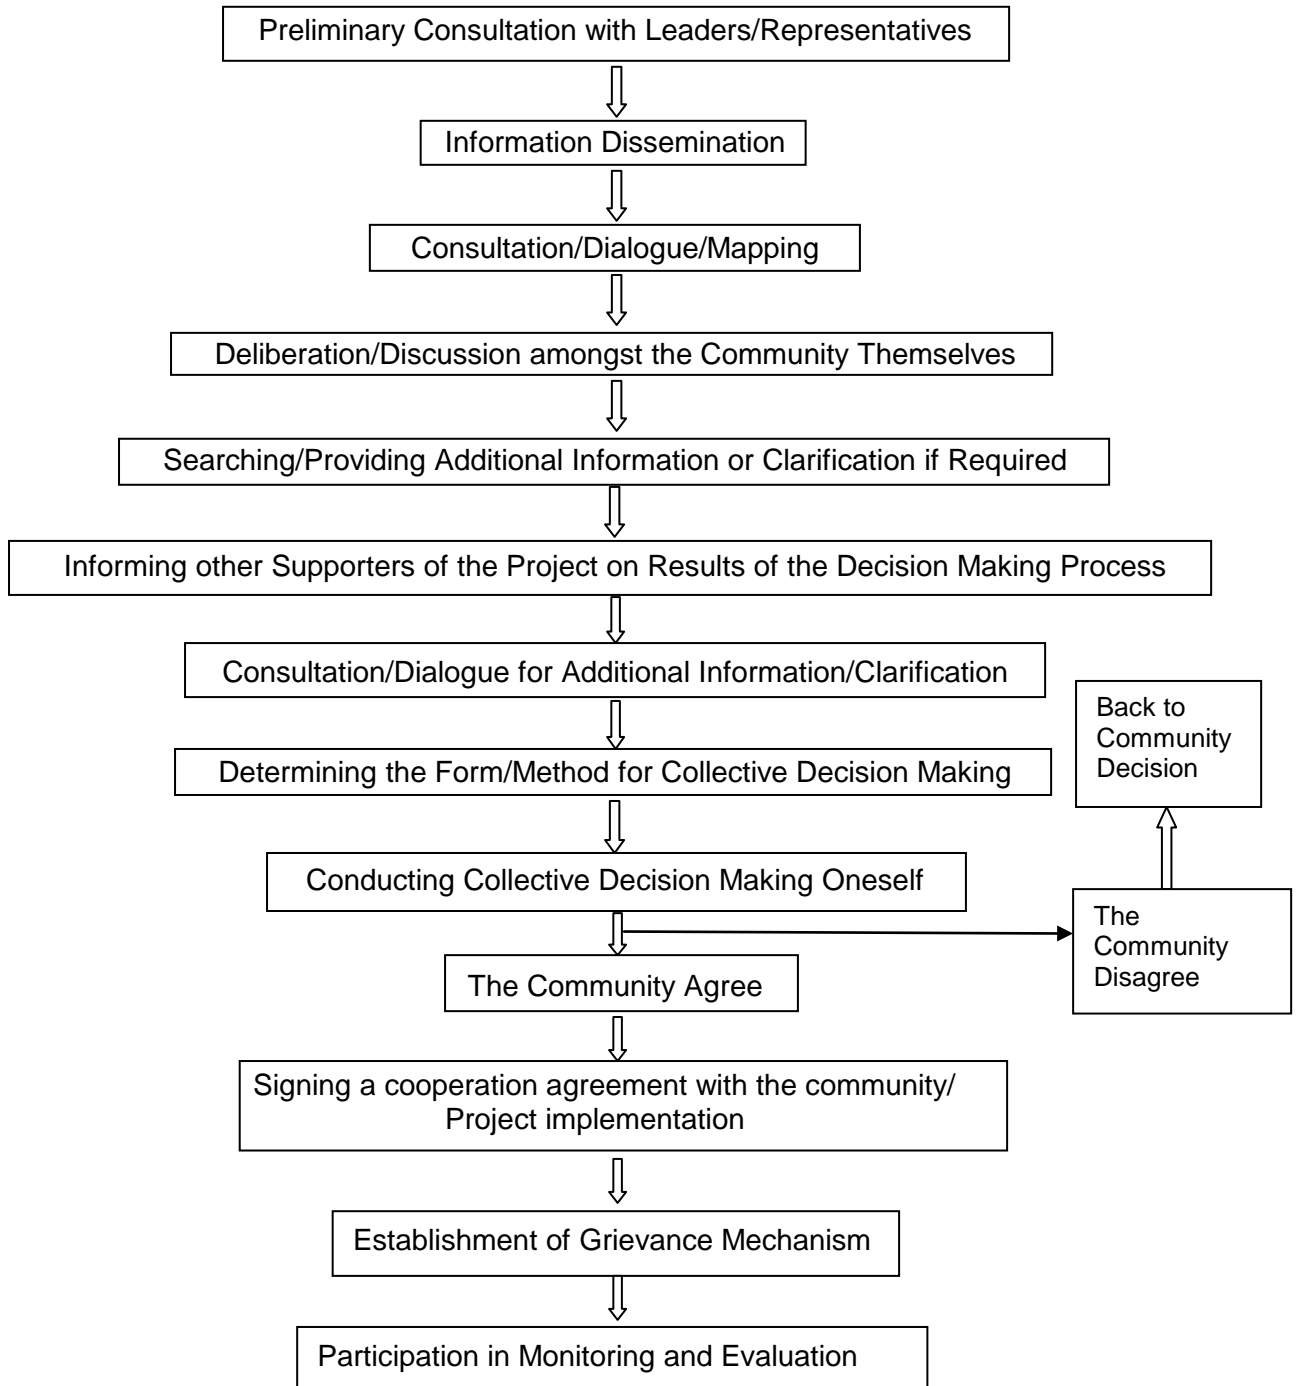 Preliminary Consultation with Leaders/Representatives
Information Dissemination
Consultation/Dialogue/Mapping
Deliberation/Discussion amongst the Community Themselves
Searching/Providing Additional Information or Clarification if Required
Informing other Supporters of the Project on Results of the Decision Making Process
Consultation/Dialogue for Additional Information/Clarification
Determining the Form/Method for Collective Decision Making
Conducting Collective Decision Making Oneself
The Community Agree
The
Community
Disagree
Back to
Community
Decision
Signing a cooperation agreement with the community/
Project implementation
Establishment of Grievance Mechanism
Participation in Monitoring and Evaluation